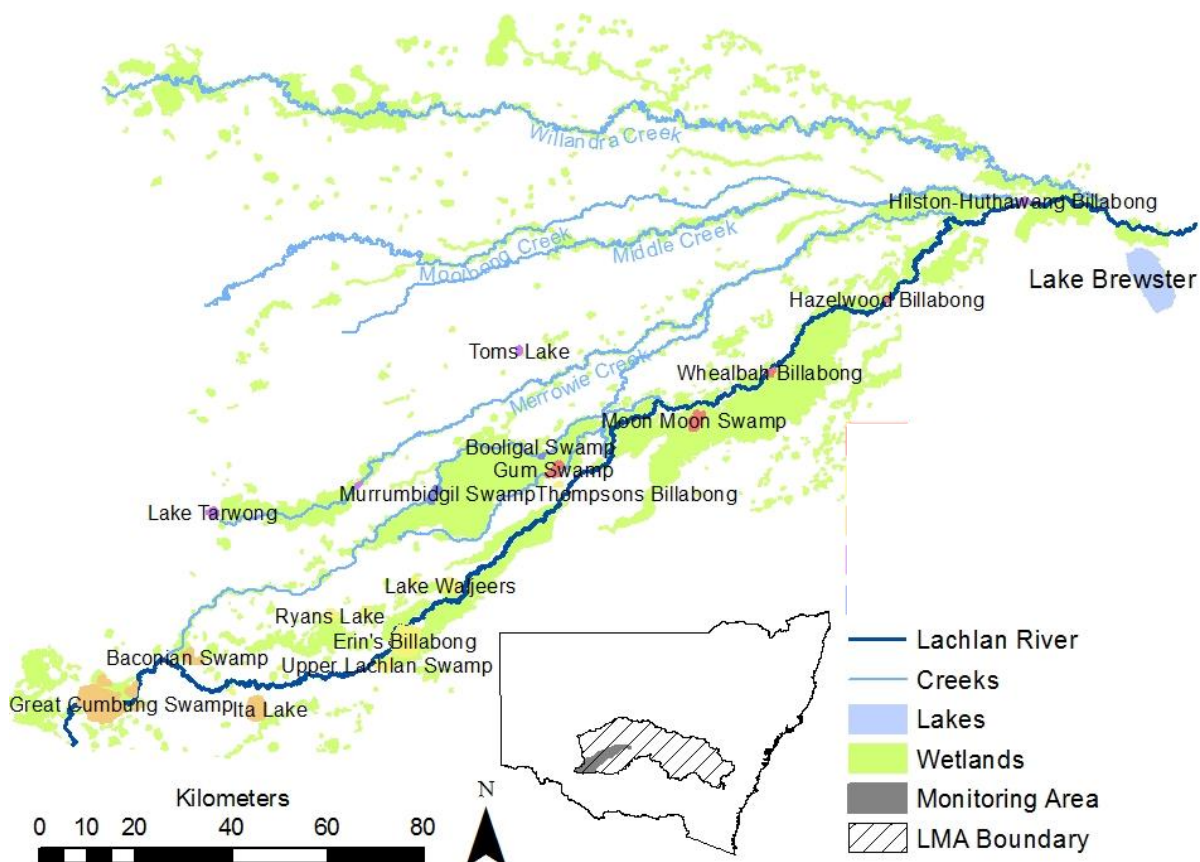 Willandra Creek
Hilston-Huthawang Billabong
Moolbong Creek
Middle Creek
Lake Brewster
Hazelwood Billabong
Toms Lake
Merrowie Creek
Whealbah Billabong
Moon Moon Swamp
Booligal Swamp
Gum Swamp
Murrumbidgil Swamp
Thompsons Billabong
Lake Tarwong
Lake Waljeers
Ryans Lake
Erin's Billabong
Baconian Swamp
Upper Lachlan Swamp
Great Cumbung Swamp
Ita Lake
Lachlan River
Creeks
Lakes
Wetlands
Monitoring Area
LMA Boundary
Kilometers
0 10 20 40 60 80
N